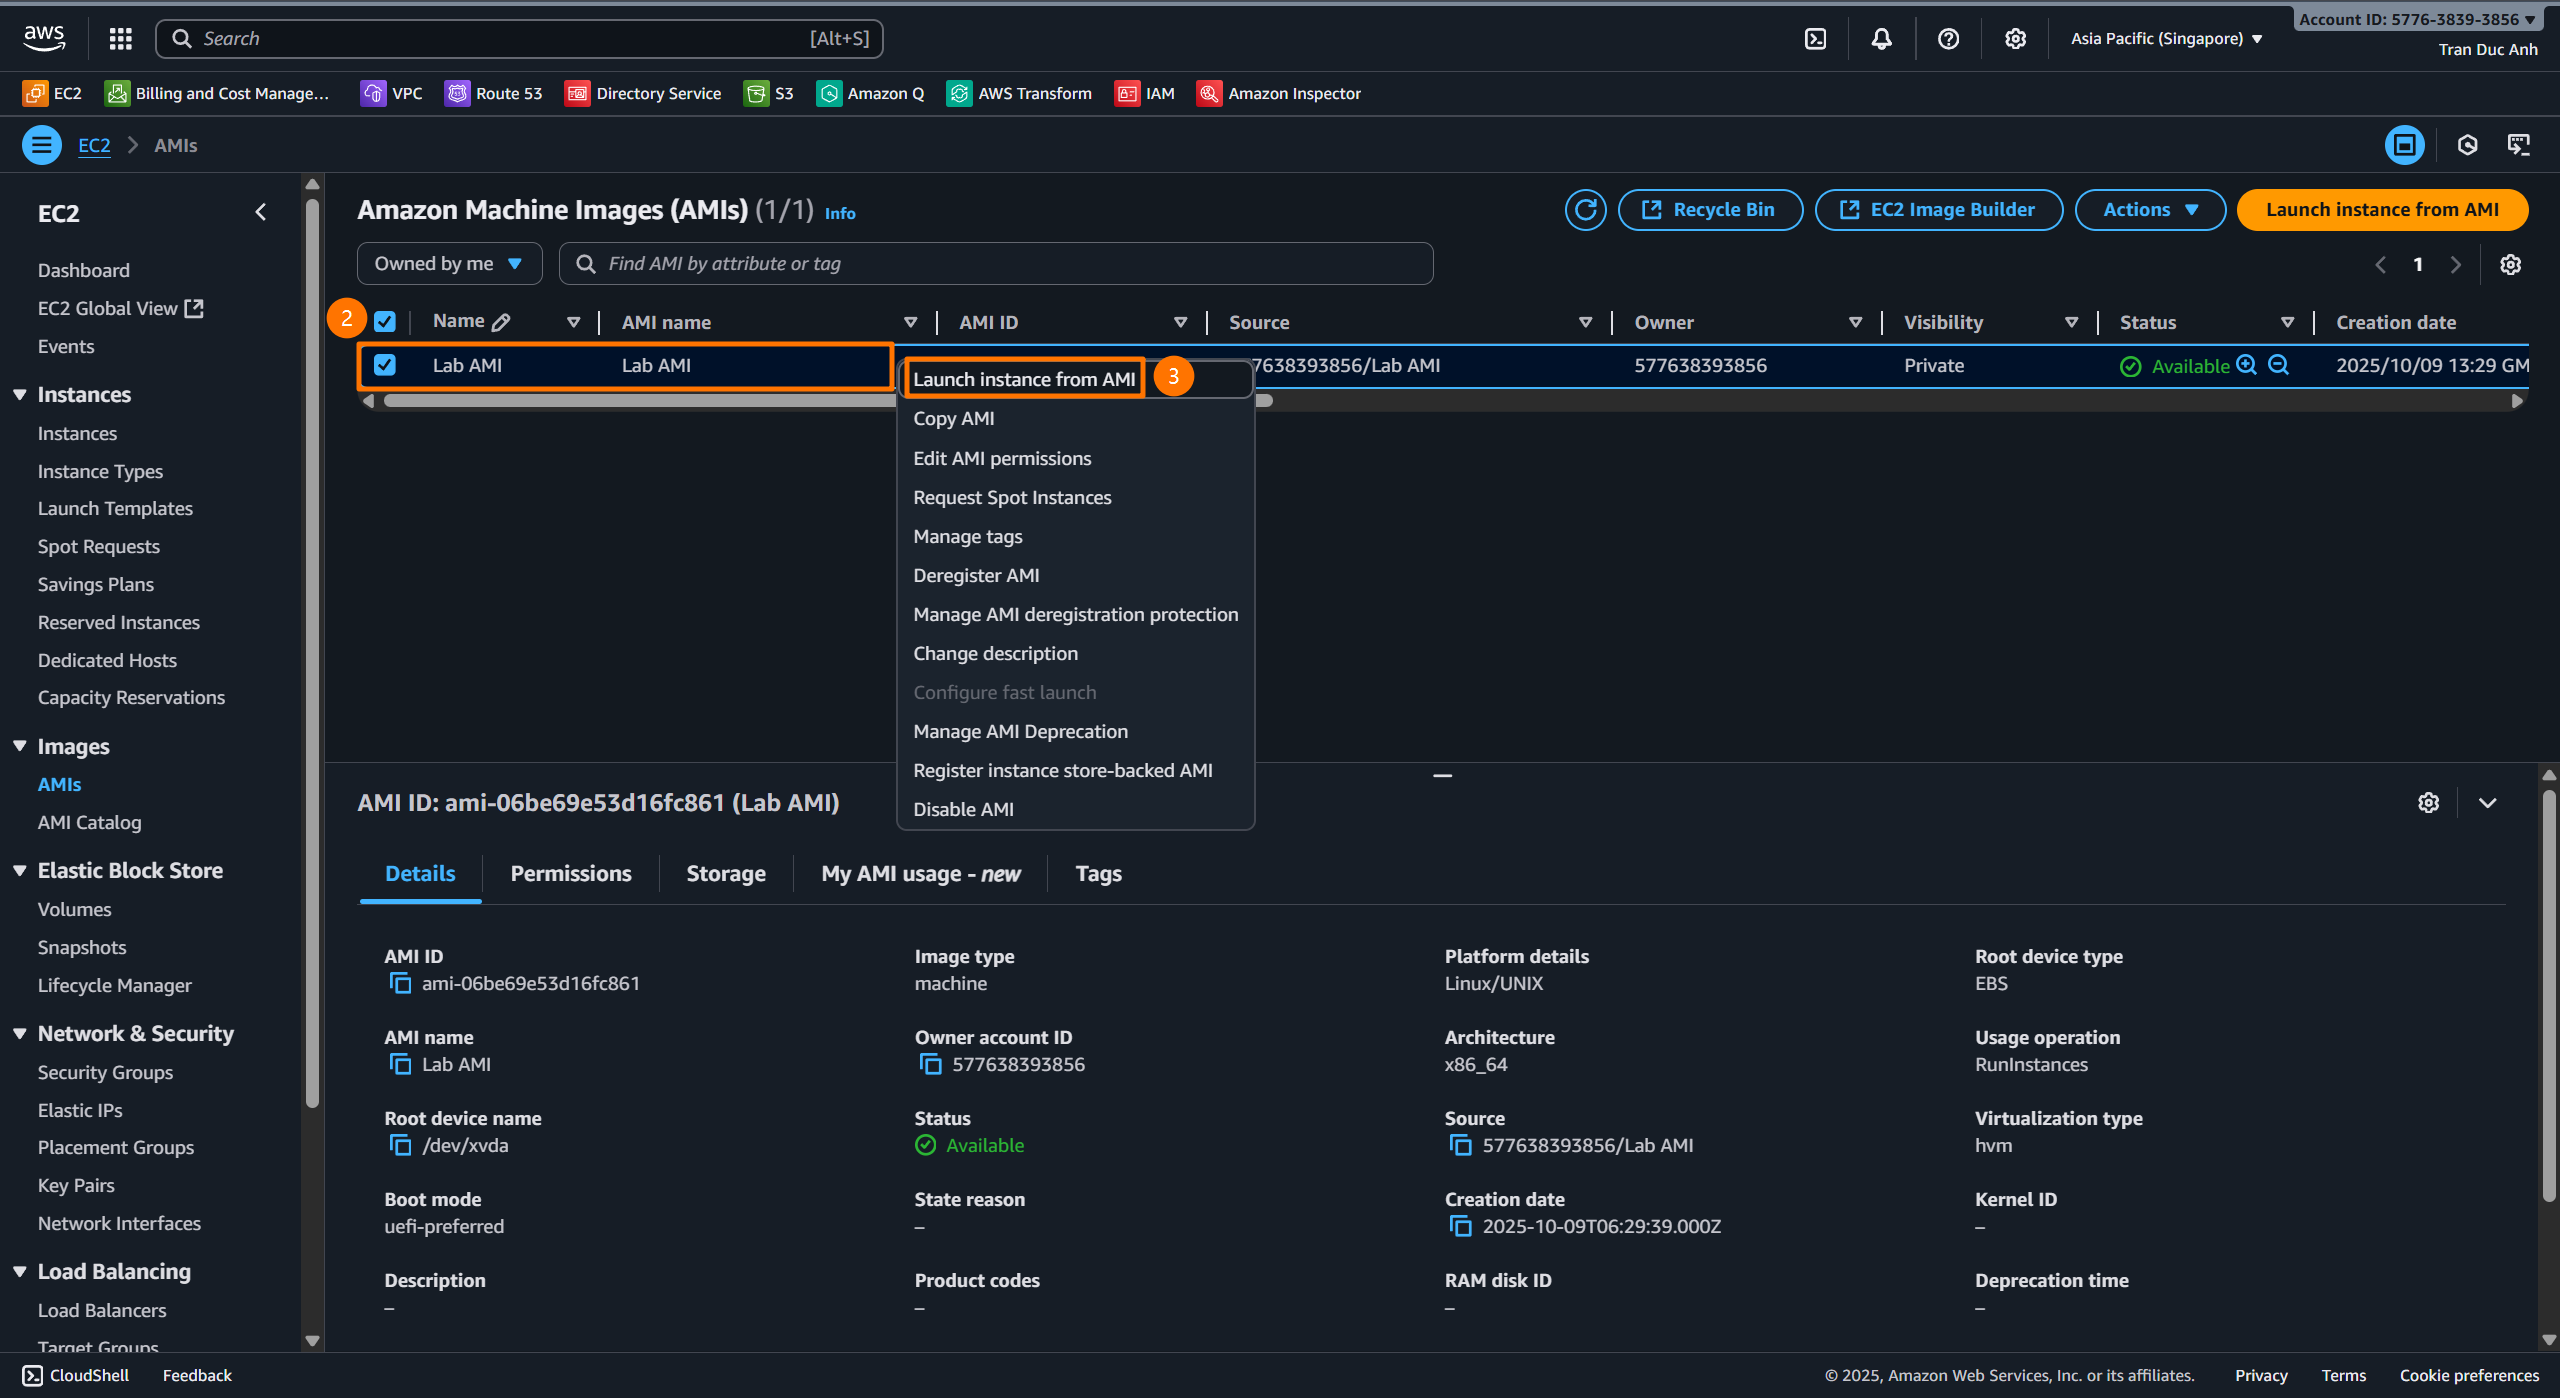 aws
Search [Alt+S]
Asia Pacific (Singapore)
Account ID: 5776-3839-3856
Tran Duc Anh
EC2 Billing and Cost Manage... VPC Route 53 Directory Service S3 Amazon Q AWS Transform IAM Amazon Inspector
EC2 AMIs
EC2
Dashboard
EC2 Global View
Events
Instances
Instances
Instance Types
Launch Templates
Spot Requests
Savings Plans
Reserved Instances
Dedicated Hosts
Capacity Reservations
Images
AMIs
AMI Catalog
Elastic Block Store
Volumes
Snapshots
Lifecycle Manager
Network & Security
Security Groups
Elastic IPs
Placement Groups
Key Pairs
Network Interfaces
Load Balancing
Load Balancers
Target Groups
Amazon Machine Images (AMIs) (1/1) Info
Recycle Bin EC2 Image Builder Actions Launch instance from AMI
Owned by me Find AMI by attribute or tag
1
2 Name AMI name AMI ID Source Owner Visibility Status Creation date
Lab AMI Lab AMI 77638393856/Lab AMI 577638393856 Private Available 2025/10/09 13:29 GM
Launch instance from AMI 3
Copy AMI
Edit AMI permissions
Request Spot Instances
Manage tags
Deregister AMI
Manage AMI deregistration protection
Change description
Configure fast launch
Manage AMI Deprecation
Register instance store-backed AMI
Disable AMI
AMI ID: ami-06be69e53d16fc861 (Lab AMI)
Details Permissions Storage My AMI usage - new Tags
AMI ID Image type Platform details Root device type
ami-06be69e53d16fc861 machine Linux/UNIX EBS
AMI name Owner account ID Architecture Usage operation
Lab AMI 577638393856 x86_64 RunInstances
Root device name Status Source Virtualization type
/dev/xvda Available 577638393856/Lab AMI hvm
Boot mode State reason Creation date Kernel ID
uefi-preferred – 2025-10-09T06:29:39.000Z –
Description Product codes RAM disk ID Deprecation time
– – – –
CloudShell Feedback
© 2025, Amazon Web Services, Inc. or its affiliates. Privacy Terms Cookie preferences